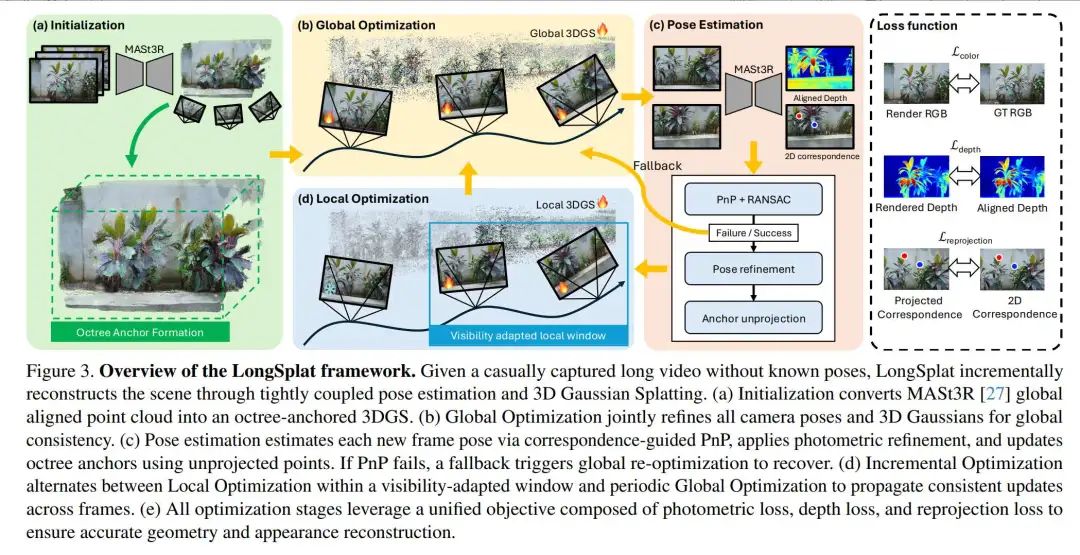 (a) Initialization
MASt3R
Octree Anchor Formation
(b) Global Optimization
Global 3DGS
(c) Pose Estimation
MASt3R
Aligned Depth
2D correspondence
Fallback
PnP + RANSAC
Failure / Success
Pose refinement
Anchor unprojection
(d) Local Optimization
Local 3DGS
Visibility adapted local window
Loss function
ℒcolor
Render RGB
GT RGB
ℒdepth
Rendered Depth
Aligned Depth
ℒreprojection
Projected
Correspondence
2D
Correspondence
Figure 3. Overview of the LongSplat framework. Given a casually captured long video without known poses, LongSplat incrementally
reconstructs the scene through tightly coupled pose estimation and 3D Gaussian Splatting. (a) Initialization converts MASt3R [27] global
aligned point cloud into an octree-anchored 3DGS. (b) Global Optimization jointly refines all camera poses and 3D Gaussians for global
consistency. (c) Pose estimation estimates each new frame pose via correspondence-guided PnP, applies photometric refinement, and updates
octree anchors using unprojected points. If PnP fails, a fallback triggers global re-optimization to recover. (d) Incremental Optimization
alternates between Local Optimization within a visibility-adapted window and periodic Global Optimization to propagate consistent updates
across frames. (e) All optimization stages leverage a unified objective composed of photometric loss, depth loss, and reprojection loss to
ensure accurate geometry and appearance reconstruction.